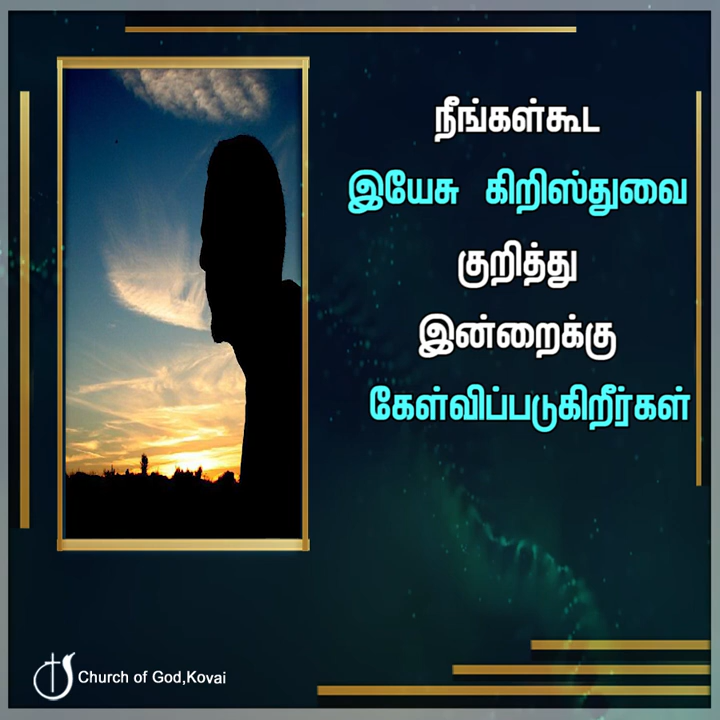 நீங்கள்கூட
இயேசு கிறிஸ்துவை
குறித்து
இன்றைக்கு
கேள்விப்படுகிறீர்கள்
Church of God,Kovai